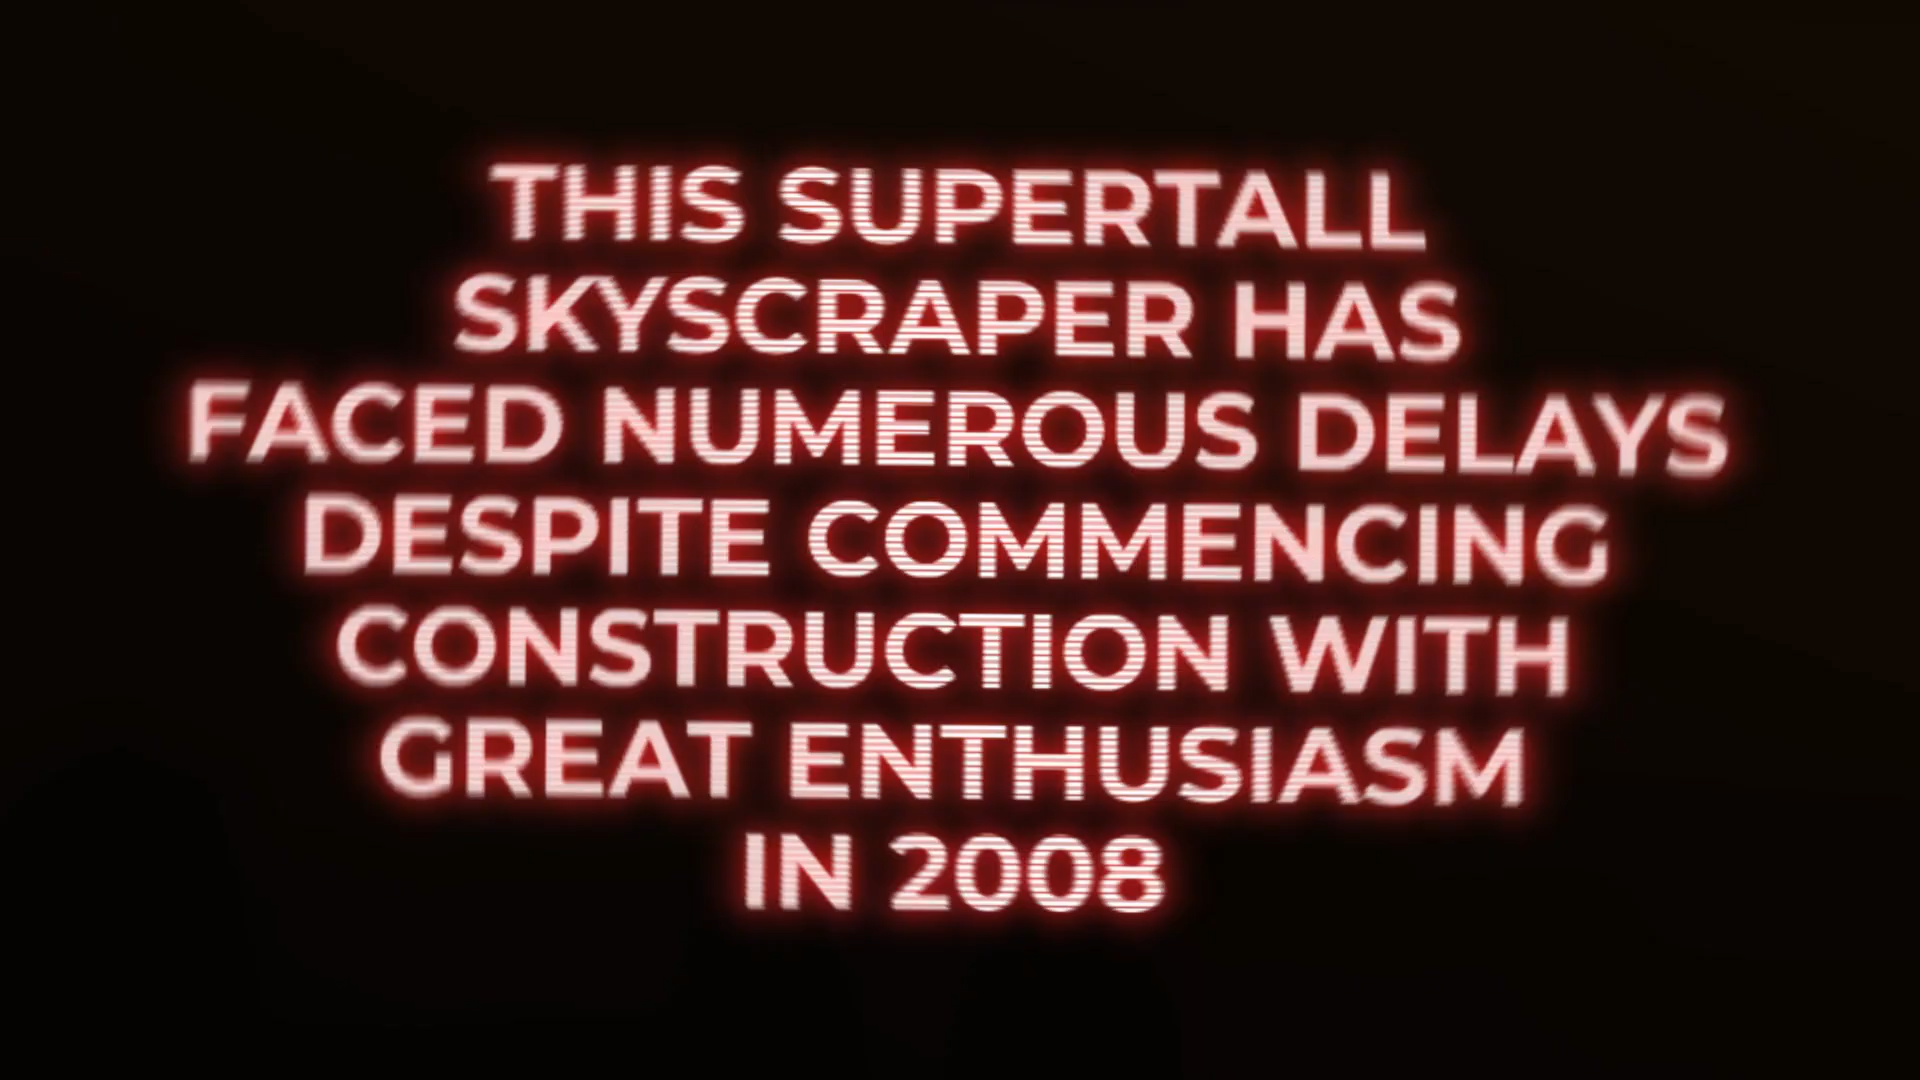 THIS SUPERTALL
SKYSCRAPER HAS
FACED NUMEROUS DELAYS
DESPITE COMMENCING
CONSTRUCTION WITH
GREAT ENTHUSIASM
IN 2008